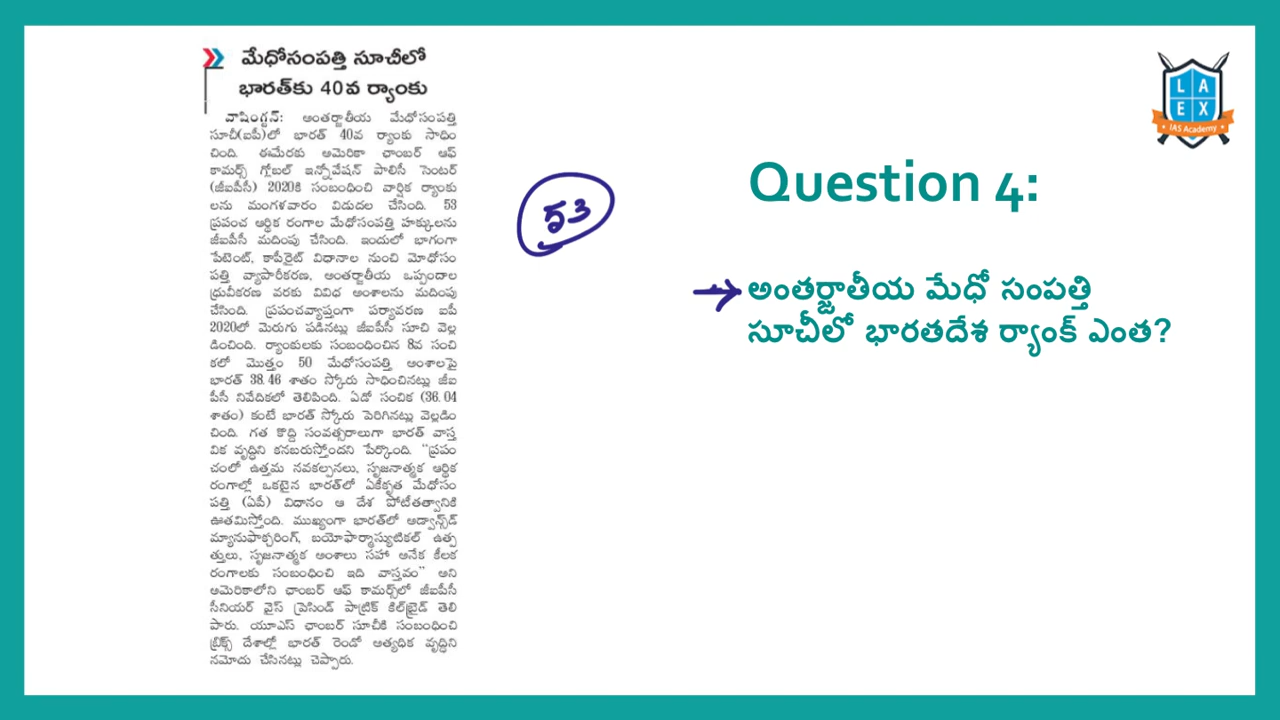 మేధోసంపత్తి సూచీలో
భారత్‌కు 40వ ర్యాంకు
వాషింగ్టన్: అంతర్జాతీయ మేధోసంపత్తి
సూచీ(ఐపీ)లో భారత్ 40వ ర్యాంకు సాధిం
చింది. ఈమేరకు అమెరికా ఛాంబర్ ఆఫ్
కామర్స్ గ్లోబల్ ఇన్నోవేషన్ పాలిసీ సెంటర్
(జీఐపీసీ) 2020కి సంబంధించి వార్షిక ర్యాంకు
లను మంగళవారం విడుదల చేసింది. 53
ప్రపంచ ఆర్థిక రంగాల మేధోసంపత్తి హక్కులను
జీఐపీసీ మదింపు చేసింది. ఇందులో భాగంగా
పేటెంట్, కాపీరైట్ విధానాల నుంచి మోధోసం
పత్తి వ్యాపారీకరణ, అంతర్జాతీయ ఒప్పందాల
ధ్రువీకరణ వరకు వివిధ అంశాలను మదింపు
చేసింది. ప్రపంచవ్యాప్తంగా పర్యావరణ ఐపీ
2020లో మెరుగు పడినట్లు జీఐపీసీ సూచి వెల్ల
డించింది. ర్యాంకులకు సంబంధించిన 8వ సంచి
కలో మొత్తం 50 మేధోసంపత్తి అంశాలపై
భారత్ 38.46 శాతం స్కోరు సాధించినట్లు జీఐ
పీసీ నివేదికలో తెలిపింది. ఏడో సంచిక (36.04
శాతం) కంటే భారత్ స్కోరు పెరిగినట్లు వెల్లడిం
చింది. గత కొద్ది సంవత్సరాలుగా భారత్ వాస్త
విక వృద్ధిని కనబరుస్తోందని పేర్కొంది. "ప్రపం
చంలో ఉత్తమ నవకల్పనలు, సృజనాత్మక ఆర్థిక
రంగాల్లో ఒకటైన భారత్‌లో ఏకీకృత మేధోసం
పత్తి (ఏపీ) విధానం ఆ దేశ పోటీతత్వానికి
ఊతమిస్తోంది. ముఖ్యంగా భారత్‌లో అడ్వాన్స్‌డ్
మ్యానుఫాక్చరింగ్, బయోఫార్మాస్యుటికల్ ఉత్ప
త్తులు, సృజనాత్మక అంశాలు సహా అనేక కీలక
రంగాలకు సంబంధించి ఇది వాస్తవం" అని
అమెరికాలోని ఛాంబర్ ఆఫ్ కామర్స్‌లో జీఐపీసీ
సీనియర్ వైస్ ప్రెసిండ్ పాట్రిక్ కిల్‌బ్రైడ్ తెలి
పారు. యూఎస్ ఛాంబర్ సూచీకి సంబంధించి
బ్రిక్స్ దేశాల్లో భారత్ రెండో అత్యధిక వృద్ధిని
నమోదు చేసినట్లు చెప్పారు.
53
L A
E X
IAS Academy
Question 4:
అంతర్జాతీయ మేధో సంపత్తి
సూచీలో భారతదేశ ర్యాంక్ ఎంత?